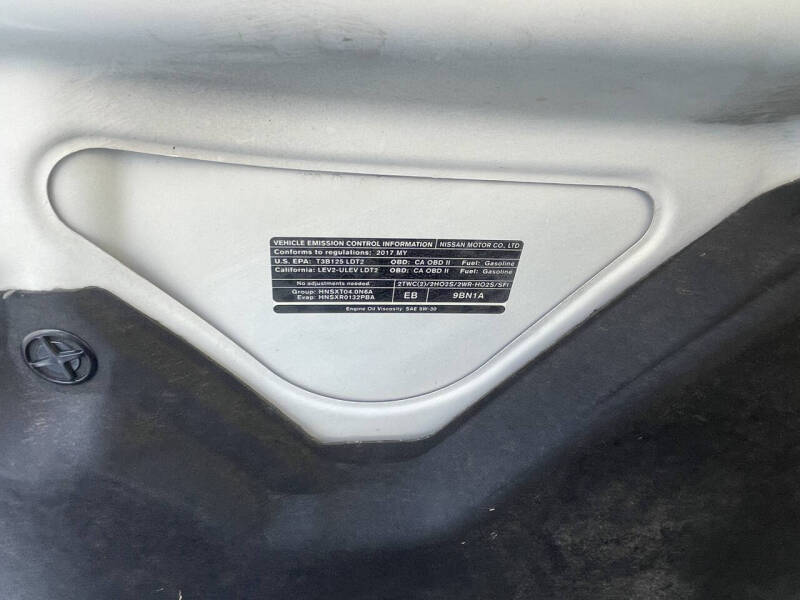 VEHICLE EMISSION CONTROL INFORMATION NISSAN MOTOR CO., LTD
Conforms to regulations: 2017 MY
U.S. EPA: T3B125 LDT2 OBD: CA OBD II Fuel: Gasoline
California: LEV2-ULEV LDT2 OBD: CA OBD II Fuel: Gasoline
No adjustments needed. 2TWC(2)/2HO2S/2WR-HO2S/SFI
Group: HNSXT04.0N6A EB 9BN1A
Evap: HNSXR0132PBA
Engine Oil Viscosity: SAE 5W-30